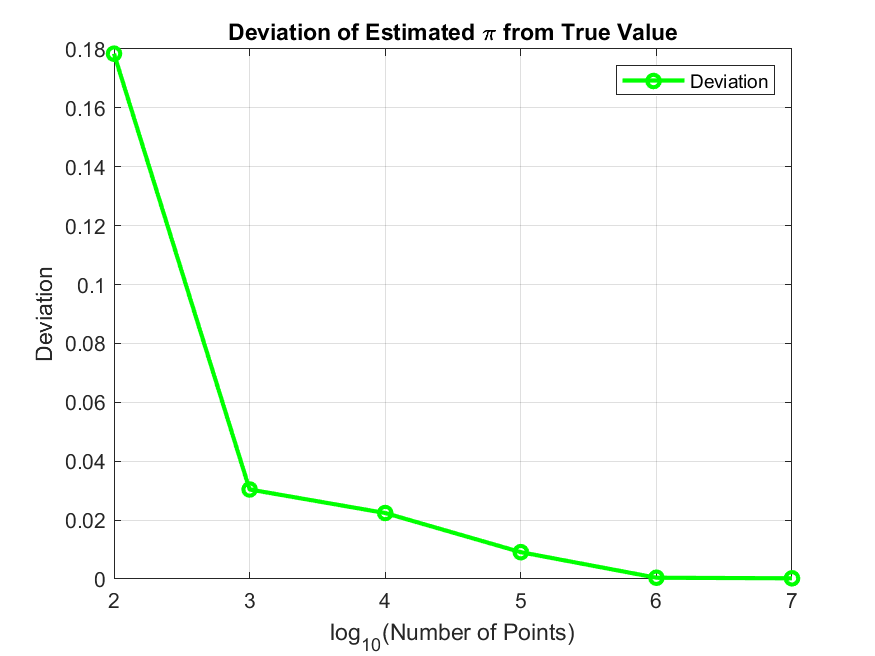 Deviation of Estimated π from True Value
Deviation
0.18
0.16
0.14
0.12
0.1
0.08
0.06
0.04
0.02
0
Deviation
2 3 4 5 6 7
log₁₀(Number of Points)